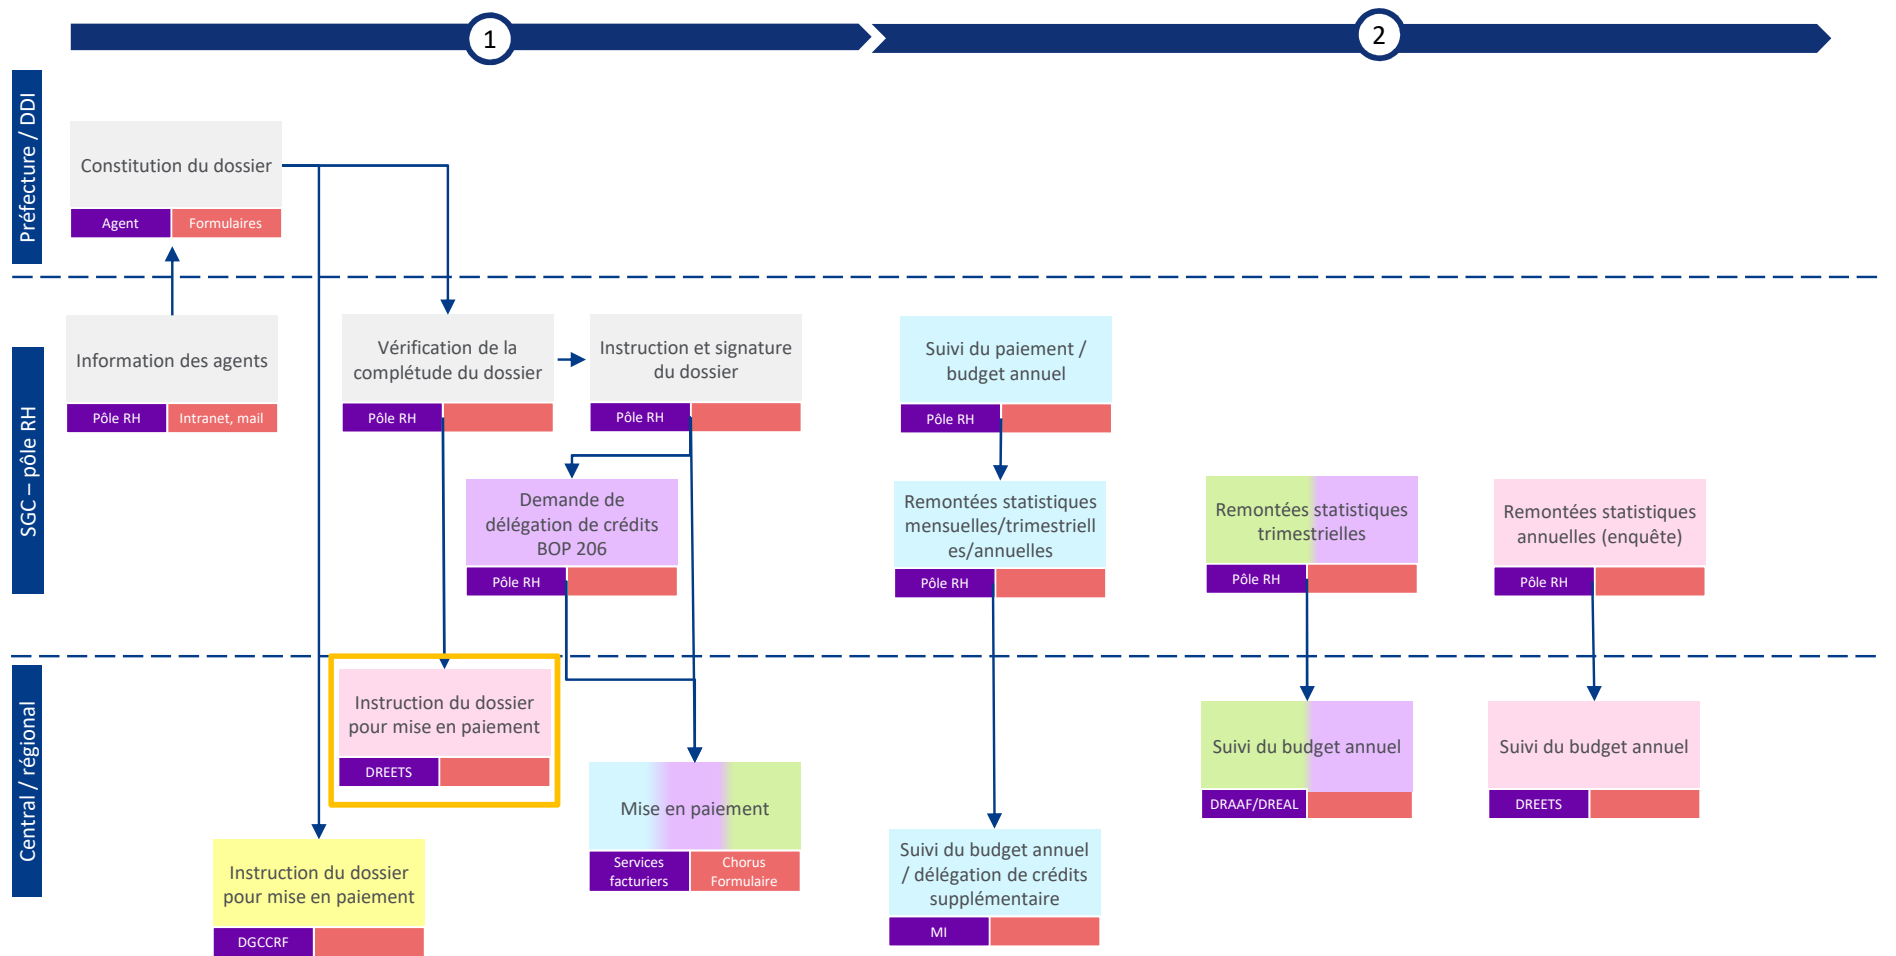 1
2
Préfecture / DDI
Constitution du dossier
Agent
Formulaires
SGC – pôle RH
Information des agents
Pôle RH
Intranet, mail
Vérification de la
complétude du dossier
Pôle RH
Instruction et signature
du dossier
Pôle RH
Suivi du paiement /
budget annuel
Pôle RH
Demande de
délégation de crédits
BOP 206
Pôle RH
Remontées statistiques
mensuelles/trimestriell
es/annuelles
Pôle RH
Remontées statistiques
trimestrielles
Pôle RH
Remontées statistiques
annuelles (enquête)
Pôle RH
Central / régional
Instruction du dossier
pour mise en paiement
DREETS
Mise en paiement
Services
facturiers
Chorus
Formulaire
Suivi du budget annuel
DRAAF/DREAL
Suivi du budget annuel
DREETS
Instruction du dossier
pour mise en paiement
DGCCRF
Suivi du budget annuel
/ délégation de crédits
supplémentaire
MI